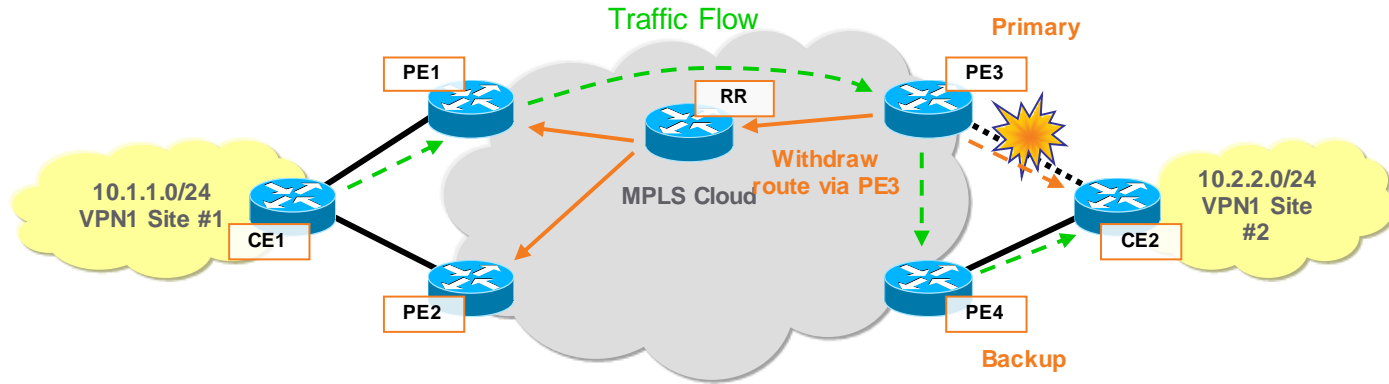 Traffic Flow
Primary
PE1
PE3
RR
Withdraw
route via PE3
10.1.1.0/24
VPN1 Site #1
MPLS Cloud
10.2.2.0/24
VPN1 Site
#2
CE1
CE2
PE2
PE4
Backup